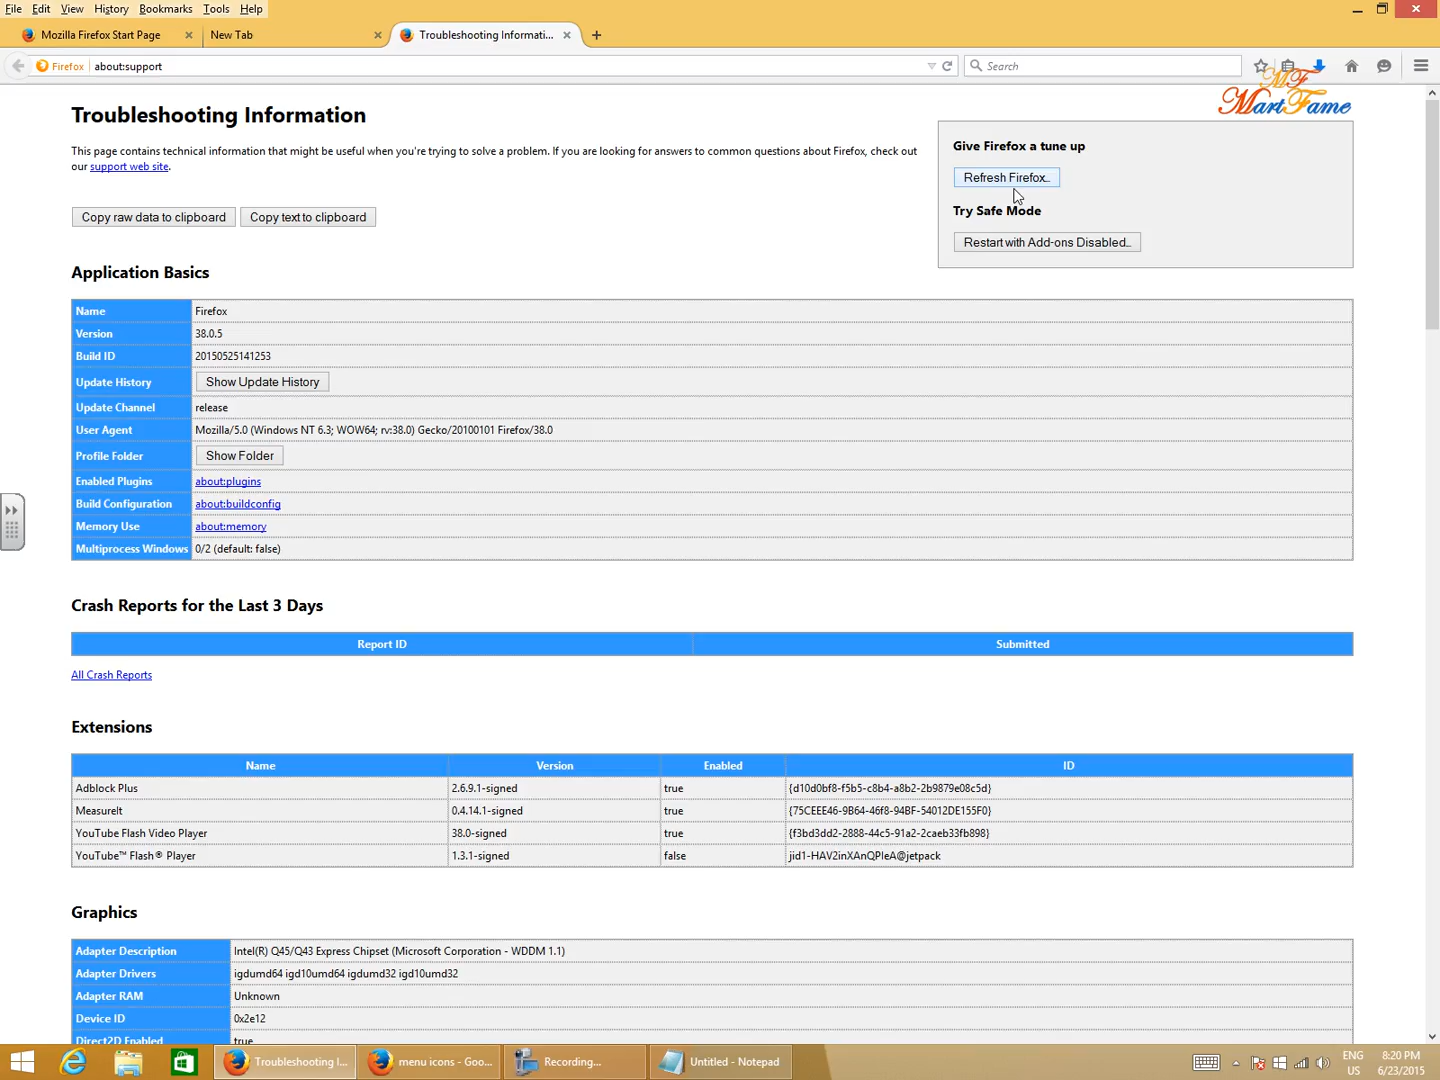 File Edit View History Bookmarks Tools Help
Mozilla Firefox Start Page
New Tab
Troubleshooting Informati...
Firefox about:support
Search
MF
MartFame
Troubleshooting Information
This page contains technical information that might be useful when you're trying to solve a problem. If you are looking for answers to common questions about Firefox, check out
our support web site.
Give Firefox a tune up
Refresh Firefox...
Try Safe Mode
Restart with Add-ons Disabled...
Copy raw data to clipboard Copy text to clipboard
Application Basics
Name Firefox
Version 38.0.5
Build ID 20150525141253
Update History Show Update History
Update Channel release
User Agent Mozilla/5.0 (Windows NT 6.3; WOW64; rv:38.0) Gecko/20100101 Firefox/38.0
Profile Folder Show Folder
Enabled Plugins about:plugins
Build Configuration about:buildconfig
Memory Use about:memory
Multiprocess Windows 0/2 (default: false)
Crash Reports for the Last 3 Days
Report ID Submitted
All Crash Reports
Extensions
Name Version Enabled ID
Adblock Plus 2.6.9.1-signed true {d10d0bf8-f5b5-c8b4-a8b2-2b9879e08c5d}
MeasureIt 0.4.14.1-signed true {75CEEE46-9B64-46f8-94BF-54012DE155F0}
YouTube Flash Video Player 38.0-signed true {f3bd3dd2-2888-44c5-91a2-2caeb33fb898}
YouTube™ Flash® Player 1.3.1-signed false jid1-HAV2inXAnQPIeA@jetpack
Graphics
Adapter Description Intel(R) Q45/Q43 Express Chipset (Microsoft Corporation - WDDM 1.1)
Adapter Drivers igdumd64 igd10umd64 igdumd32 igd10umd32
Adapter RAM Unknown
Device ID 0x2e12
Direct2D Enabled true
Troubleshooting I...
menu icons - Goo...
Recording...
Untitled - Notepad
ENG 8:20 PM
US 6/23/2015